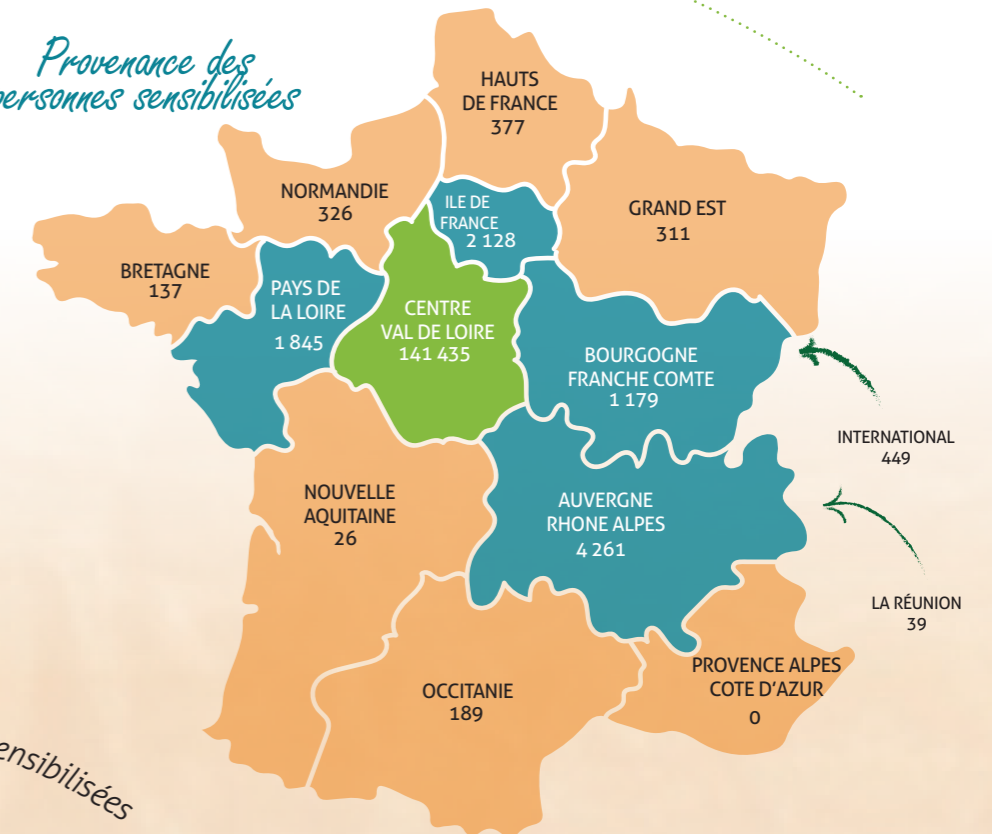 Provenance des
personnes sensibilisées
HAUTS
DE FRANCE
377
NORMANDIE
326
ILE DE
FRANCE
2 128
GRAND EST
311
BRETAGNE
137
PAYS DE
LA LOIRE
1 845
CENTRE
VAL DE LOIRE
141 435
BOURGOGNE
FRANCHE COMTE
1 179
INTERNATIONAL
449
NOUVELLE
AQUITAINE
26
AUVERGNE
RHONE ALPES
4 261
LA RÉUNION
39
OCCITANIE
189
PROVENCE ALPES
COTE D'AZUR
0
ensibilisées